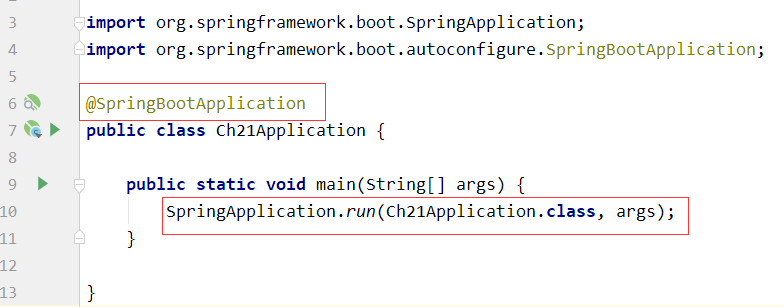 3 import org.springframework.boot.SpringApplication;
4 import org.springframework.boot.autoconfigure.SpringBootApplication;
5
6 @SpringBootApplication
7 public class Ch21Application {
8
9 public static void main(String[] args) {
10 SpringApplication.run(Ch21Application.class, args);
11 }
12
13 }